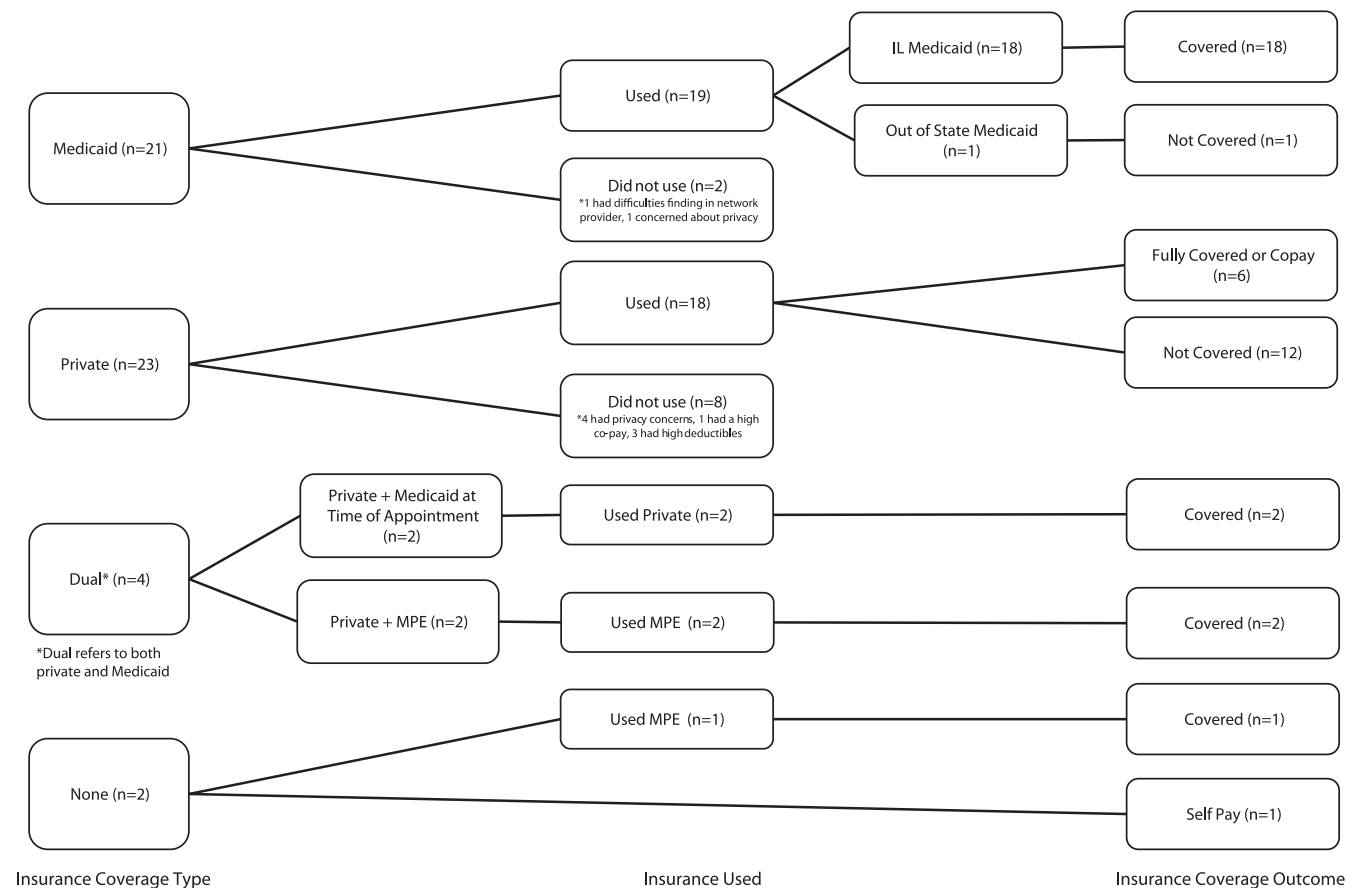 IL Medicaid (n=18)
Covered (n=18)
Used (n=19)
Medicaid (n=21)
Out of State Medicaid
(n=1)
Not Covered (n=1)
Did not use (n=2)
*1 had difficulties finding in network
provider, 1 concerned about privacy
Fully Covered or Copay
(n=6)
Used (n=18)
Private (n=23)
Not Covered (n=12)
Did not use (n=8)
*4 had privacy concerns, 1 had a high
co-pay, 3 had high deductibles
Private + Medicaid at
Time of Appointment
(n=2)
Used Private (n=2)
Covered (n=2)
Dual* (n=4)
Private + MPE (n=2)
Used MPE (n=2)
Covered (n=2)
*Dual refers to both
private and Medicaid
Used MPE (n=1)
Covered (n=1)
None (n=2)
Self Pay (n=1)
Insurance Coverage Type
Insurance Used
Insurance Coverage Outcome